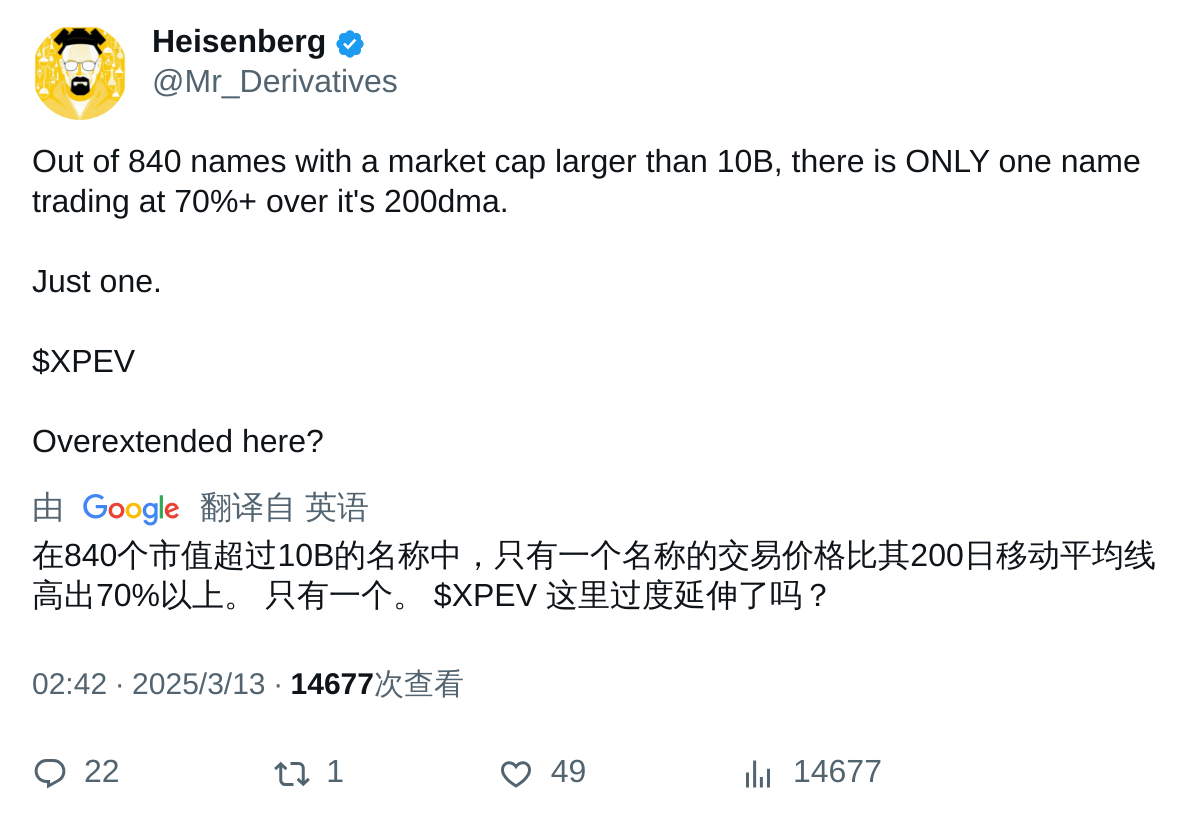 Heisenberg
@Mr_Derivatives
Out of 840 names with a market cap larger than 10B, there is ONLY one name
trading at 70%+ over it's 200dma.
Just one.
$XPEV
Overextended here?
由 Google 翻译自 英语
在840个市值超过10B的名称中，只有一个名称的交易价格比其200日移动平均线
高出70%以上。 只有一个。 $XPEV 这里过度延伸了吗？
02:42 · 2025/3/13 · 14677次查看
22 1 49 14677